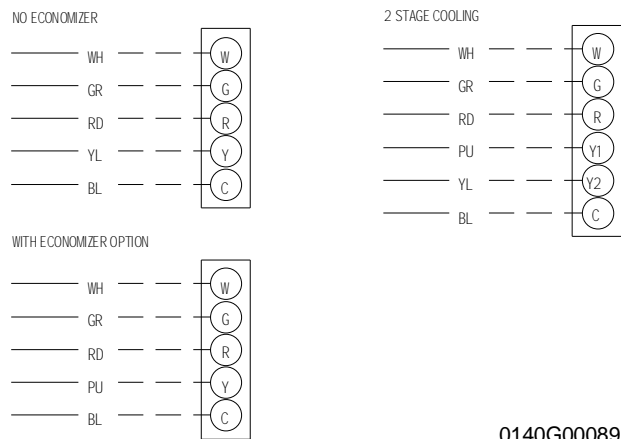 NO ECONOMIZER
WH W
GR G
RD R
YL Y
BL C
WITH ECONOMIZER OPTION
WH W
GR G
RD R
PU Y
BL C
2 STAGE COOLING
WH W
GR G
RD R
PU Y1
YL Y2
BL C
0140G00089